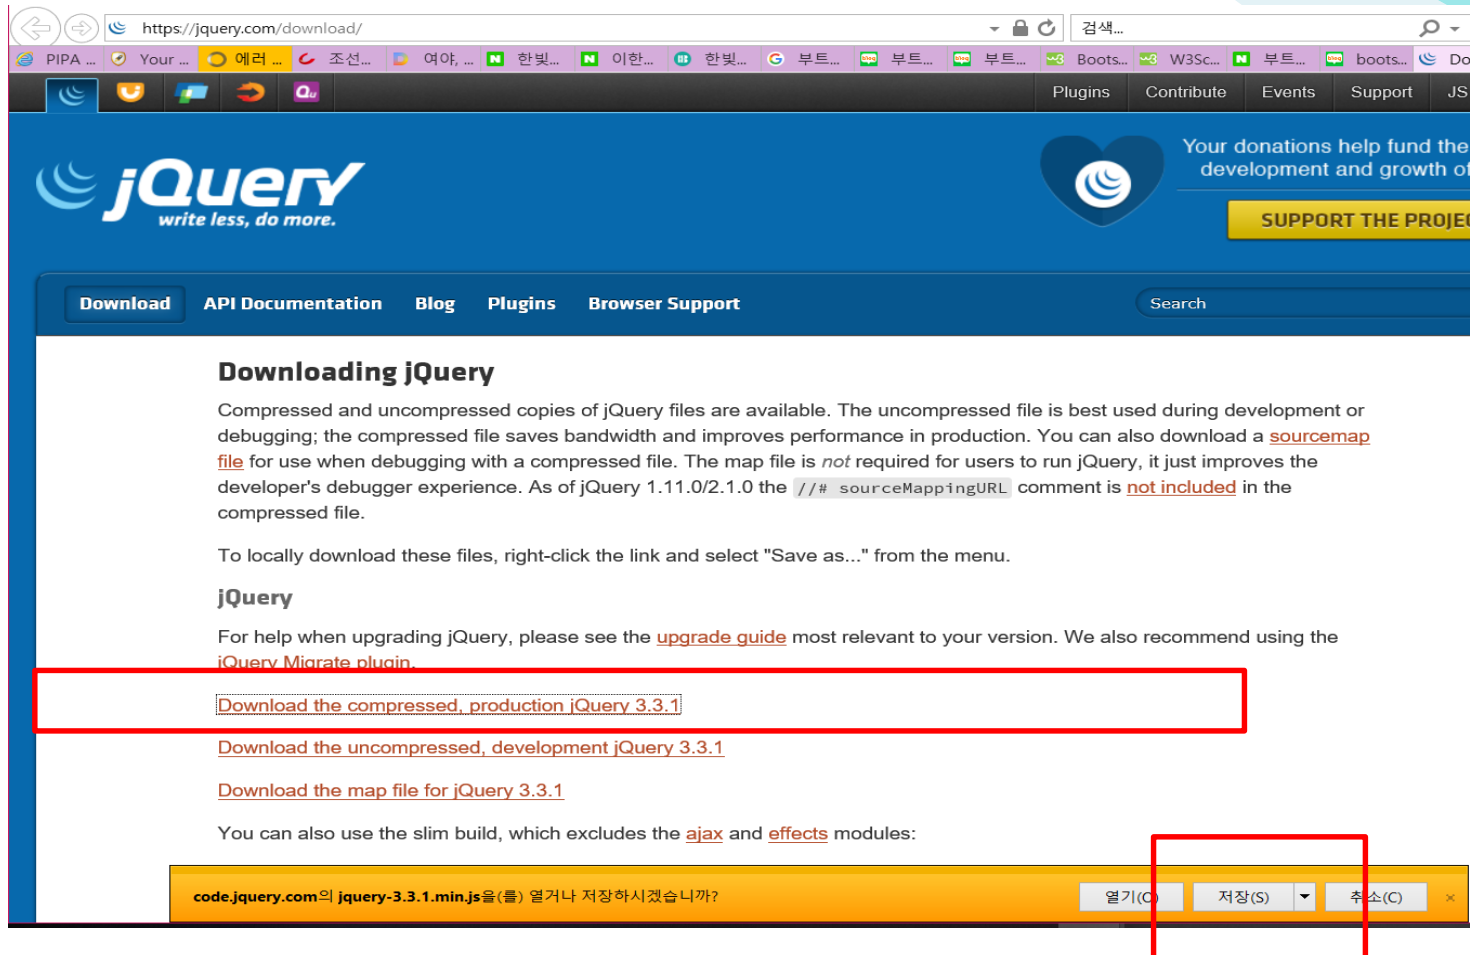 https://jquery.com/download/
검색...
PIPA ... Your ... 에러 ... 조선... 여야, ... 한빛... 이한... 한빛... 부트... 부트... 부트... Boots... W3Sc... 부트... boots... Do
Plugins Contribute Events Support JS
Your donations help fund the
development and growth of
jQuery
write less, do more.
SUPPORT THE PROJEC
Download API Documentation Blog Plugins Browser Support Search
Downloading jQuery
Compressed and uncompressed copies of jQuery files are available. The uncompressed file is best used during development or
debugging; the compressed file saves bandwidth and improves performance in production. You can also download a sourcemap
file for use when debugging with a compressed file. The map file is not required for users to run jQuery, it just improves the
developer's debugger experience. As of jQuery 1.11.0/2.1.0 the //# sourceMappingURL comment is not included in the
compressed file.
To locally download these files, right-click the link and select "Save as..." from the menu.
jQuery
For help when upgrading jQuery, please see the upgrade guide most relevant to your version. We also recommend using the
jQuery Migrate plugin.
Download the compressed, production jQuery 3.3.1
Download the uncompressed, development jQuery 3.3.1
Download the map file for jQuery 3.3.1
You can also use the slim build, which excludes the ajax and effects modules:
code.jquery.com의 jquery-3.3.1.min.js을(를) 열거나 저장하시겠습니까? 열기(O) 저장(S) 취소(C) ×